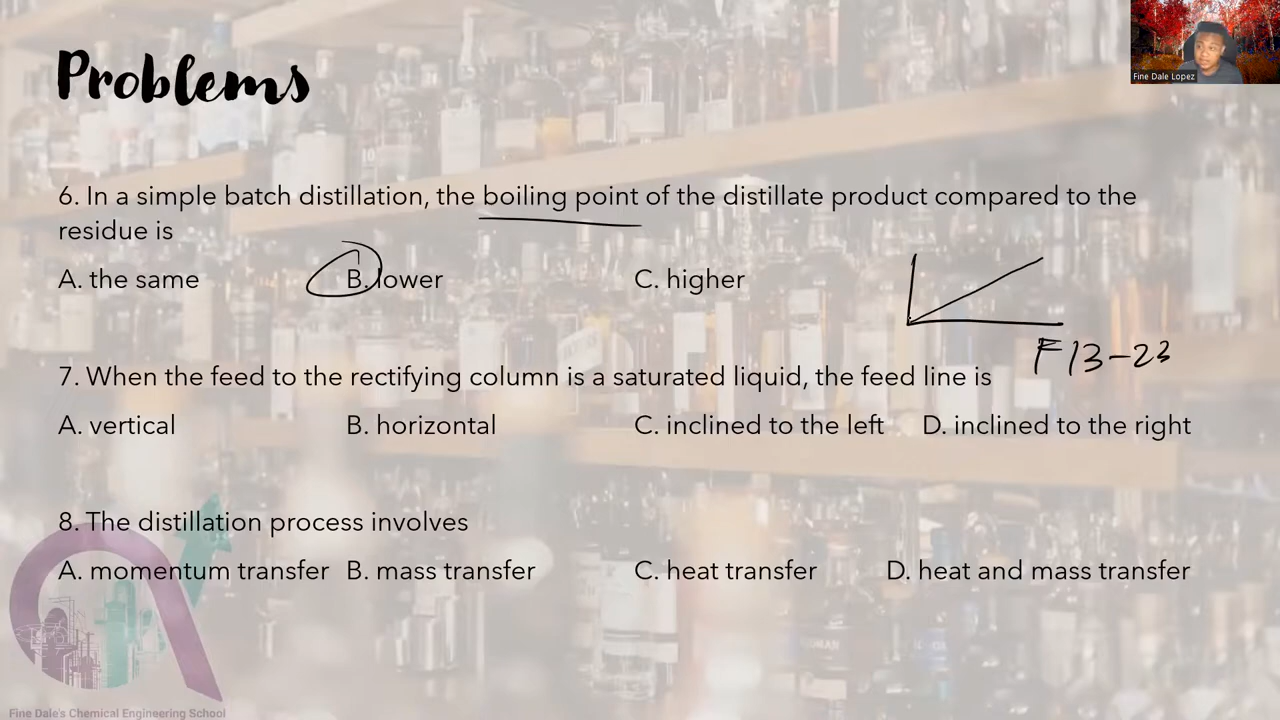 Problems
Fine Dale Lopez
6. In a simple batch distillation, the boiling point of the distillate product compared to the
residue is
A. the same B. lower C. higher
F13-23
7. When the feed to the rectifying column is a saturated liquid, the feed line is
A. vertical B. horizontal C. inclined to the left D. inclined to the right
8. The distillation process involves
A. momentum transfer B. mass transfer C. heat transfer D. heat and mass transfer
Fine Dale's Chemical Engineering School